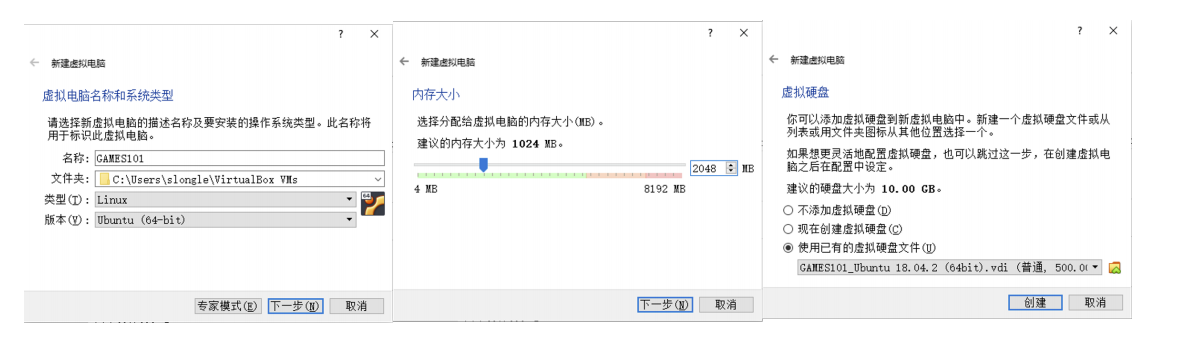 ? ×
← 新建虚拟电脑
虚拟电脑名称和系统类型
请选择新虚拟电脑的描述名称及要安装的操作系统类型。此名称将
用于标识此虚拟电脑。
名称: GAMES101
文件夹: C:\Users\slongle\VirtualBox VMs
类型(T): Linux
版本(V): Ubuntu (64-bit)
专家模式(E) 下一步(N) 取消
? ×
← 新建虚拟电脑
内存大小
选择分配给虚拟电脑的内存大小(MB)。
建议的内存大小为 1024 MB。
2048 MB
4 MB 8192 MB
下一步(N) 取消
? ×
← 新建虚拟电脑
虚拟硬盘
你可以添加虚拟硬盘到新虚拟电脑中。新建一个虚拟硬盘文件或从
列表或用文件夹图标从其他位置选择一个。
如果想更灵活地配置虚拟硬盘，也可以跳过这一步，在创建虚拟电
脑之后在配置中设定。
建议的硬盘大小为 10.00 GB。
不添加虚拟硬盘(D)
现在创建虚拟硬盘(C)
使用已有的虚拟硬盘文件(U)
GAMES101_Ubuntu 18.04.2 (64bit).vdi (普通, 500.0
创建 取消